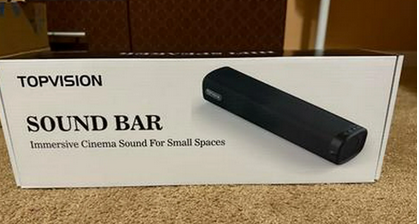 TOPVISION
SOUND BAR
Immersive Cinema Sound For Small Spaces